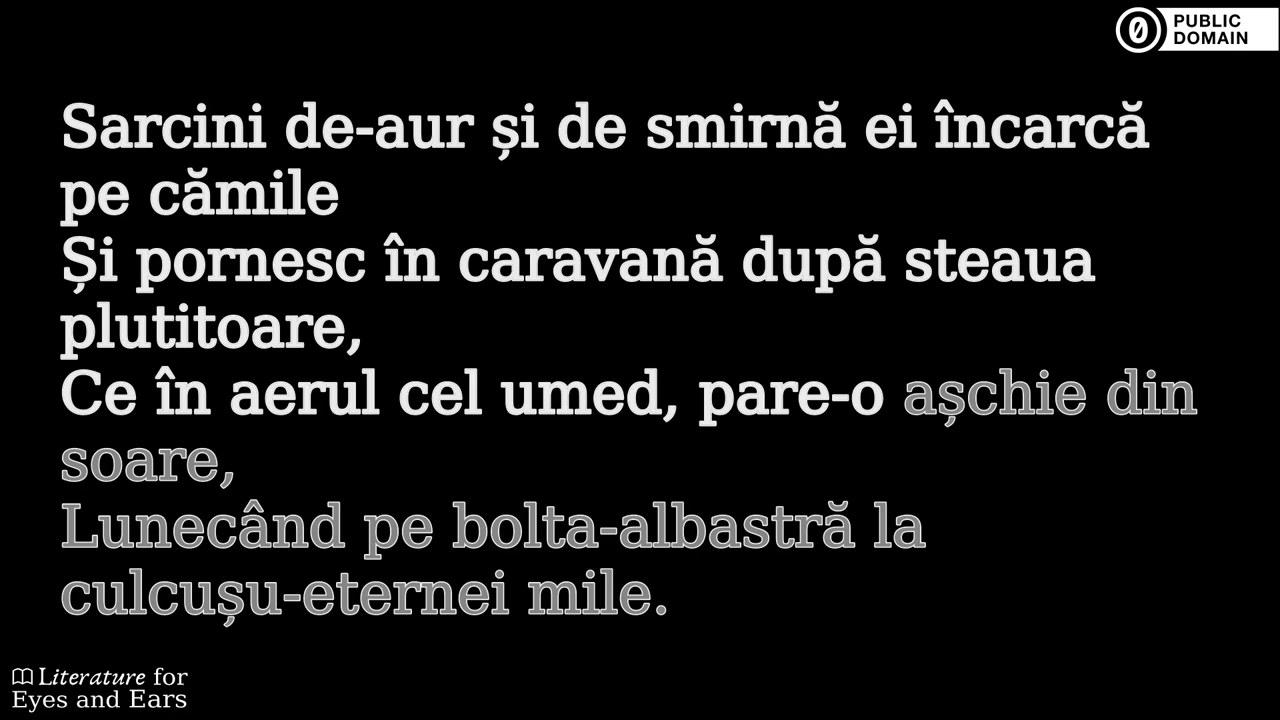 PUBLIC
DOMAIN
Sarcini de-aur și de smirnă ei încarcă
pe cămile
Și pornesc în caravană după steaua
plutitoare,
Ce în aerul cel umed, pare-o așchie din
soare,
Lunecând pe bolta-albastră la
culcușu-eternei mile.
Literature for
Eyes and Ears